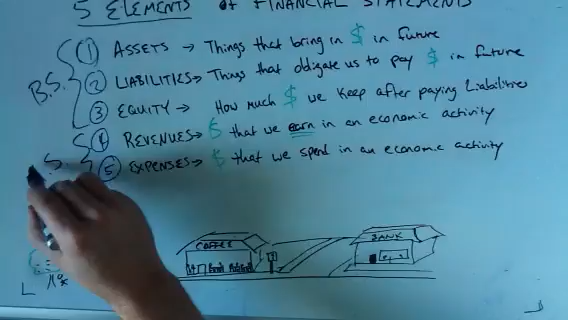 5 ELEMENTS of FINANCIAL STATEMENTS
① ASSETS → Things that bring in $ in future
② LIABILITIES → Things that obligate us to pay $ in future
B.S.
③ EQUITY → How much $ we keep after paying liabilities
④ REVENUES → $ that we earn in an economic activity
S
⑤ EXPENSES → $ that we spend in an economic activity
COFFEE
BANK